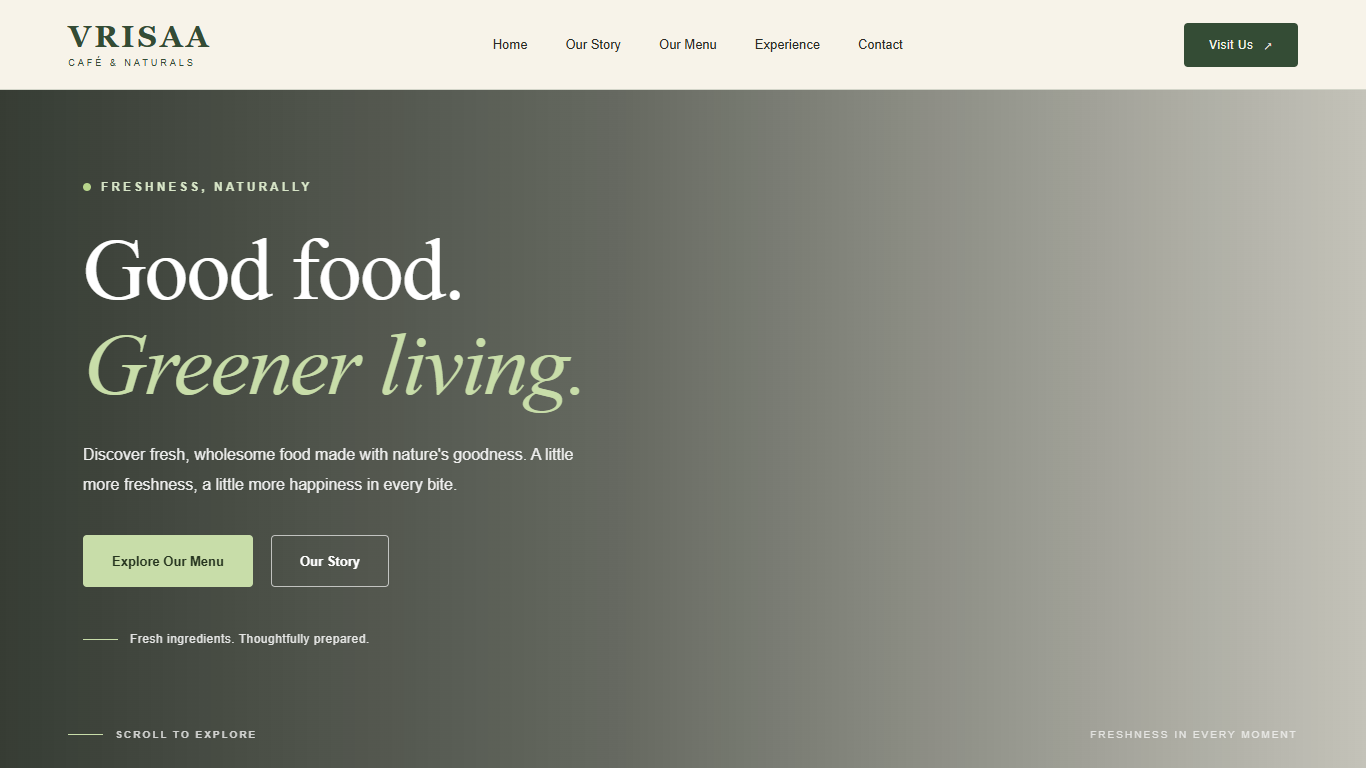 VRISAA
CAFÉ & NATURALS
Home
Our Story
Our Menu
Experience
Contact
Visit Us ↗
FRESHNESS, NATURALLY
Good food.
Greener living.
Discover fresh, wholesome food made with nature's goodness. A little
more freshness, a little more happiness in every bite.
Explore Our Menu
Our Story
Fresh ingredients. Thoughtfully prepared.
SCROLL TO EXPLORE
FRESHNESS IN EVERY MOMENT